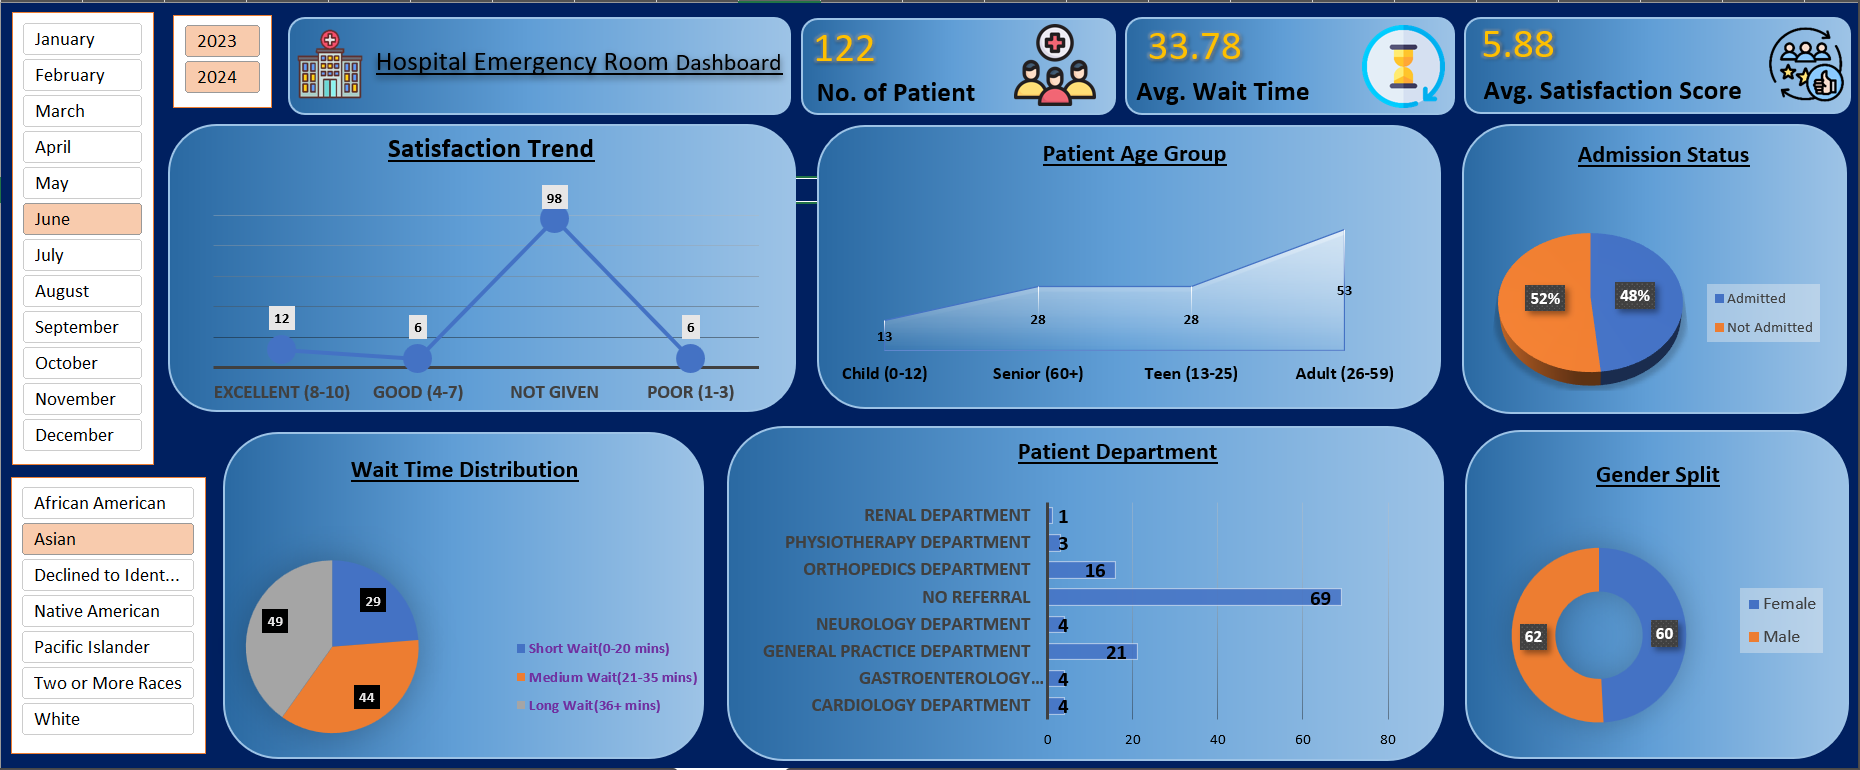 January
February
March
April
May
June
July
August
September
October
November
December
2023
2024
Hospital Emergency Room Dashboard
122
No. of Patient
33.78
Avg. Wait Time
5.88
Avg. Satisfaction Score
Satisfaction Trend
98
12
6
6
EXCELLENT (8-10)
GOOD (4-7)
NOT GIVEN
POOR (1-3)
Patient Age Group
13
28
28
53
Child (0-12)
Senior (60+)
Teen (13-25)
Adult (26-59)
Admission Status
52%
48%
Admitted
Not Admitted
African American
Asian
Declined to Ident...
Native American
Pacific Islander
Two or More Races
White
Wait Time Distribution
29
49
44
Short Wait(0-20 mins)
Medium Wait(21-35 mins)
Long Wait(36+ mins)
Patient Department
RENAL DEPARTMENT 1
PHYSIOTHERAPY DEPARTMENT 3
ORTHOPEDICS DEPARTMENT 16
NO REFERRAL 69
NEUROLOGY DEPARTMENT 4
GENERAL PRACTICE DEPARTMENT 21
GASTROENTEROLOGY... 4
CARDIOLOGY DEPARTMENT 4
0 20 40 60 80
Gender Split
62
60
Female
Male